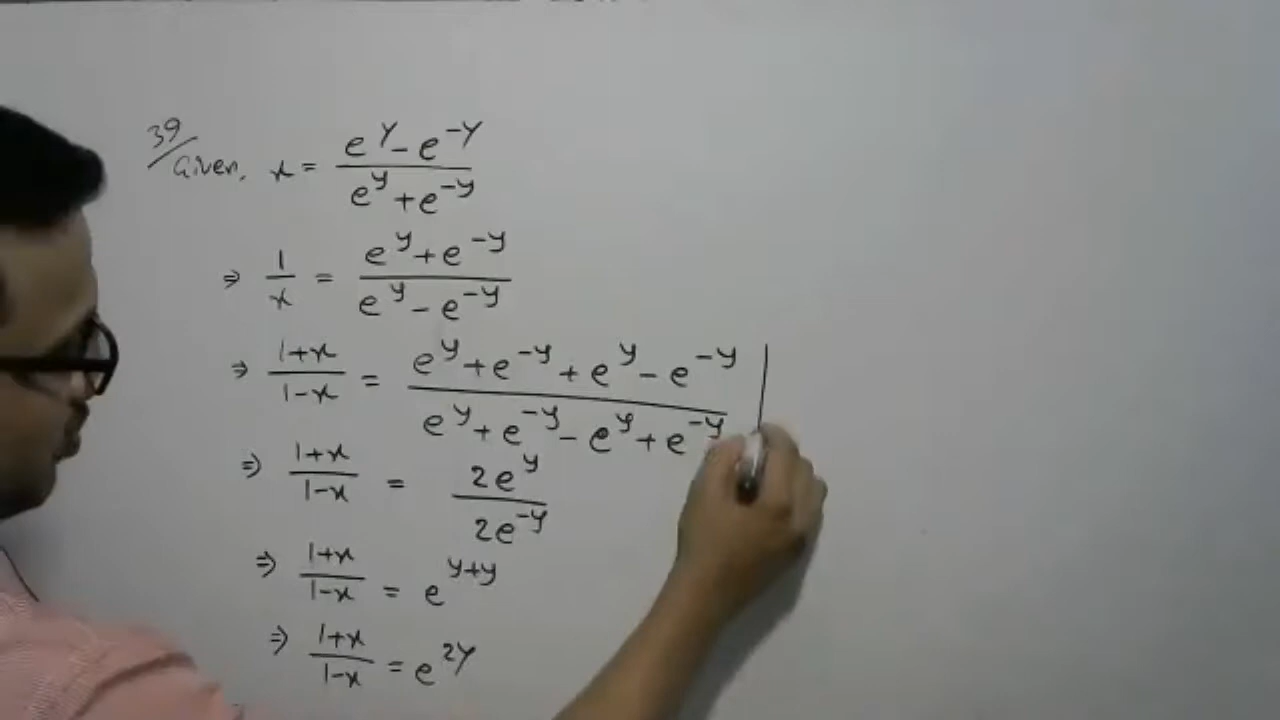 39/ Given, x = (e^y - e^-y)/(e^y + e^-y)
⇒ 1/x = (e^y + e^-y)/(e^y - e^-y)
⇒ (1+x)/(1-x) = (e^y + e^-y + e^y - e^-y)/(e^y + e^-y - e^y + e^-y)
⇒ (1+x)/(1-x) = 2e^y/2e^-y
⇒ (1+x)/(1-x) = e^y+y
⇒ (1+x)/(1-x) = e^2y